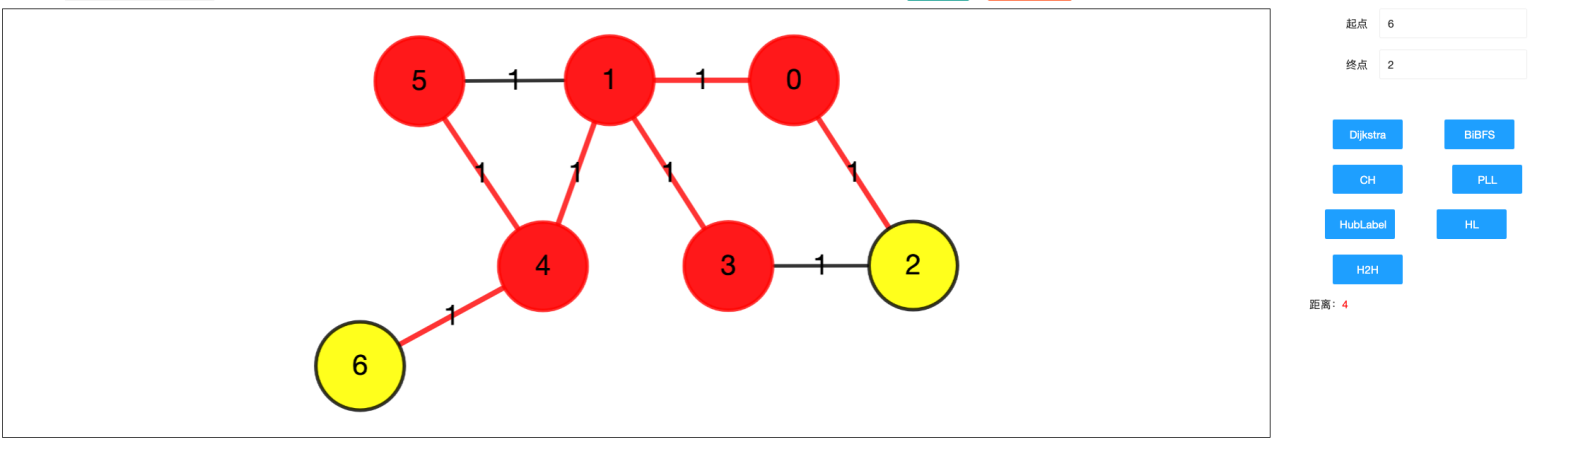 5 1 1 1 0
1 1 1 1
4 3 1 2
1
6
起点 6
终点 2
Dijkstra BiBFS
CH PLL
HubLabel HL
H2H
距离：4